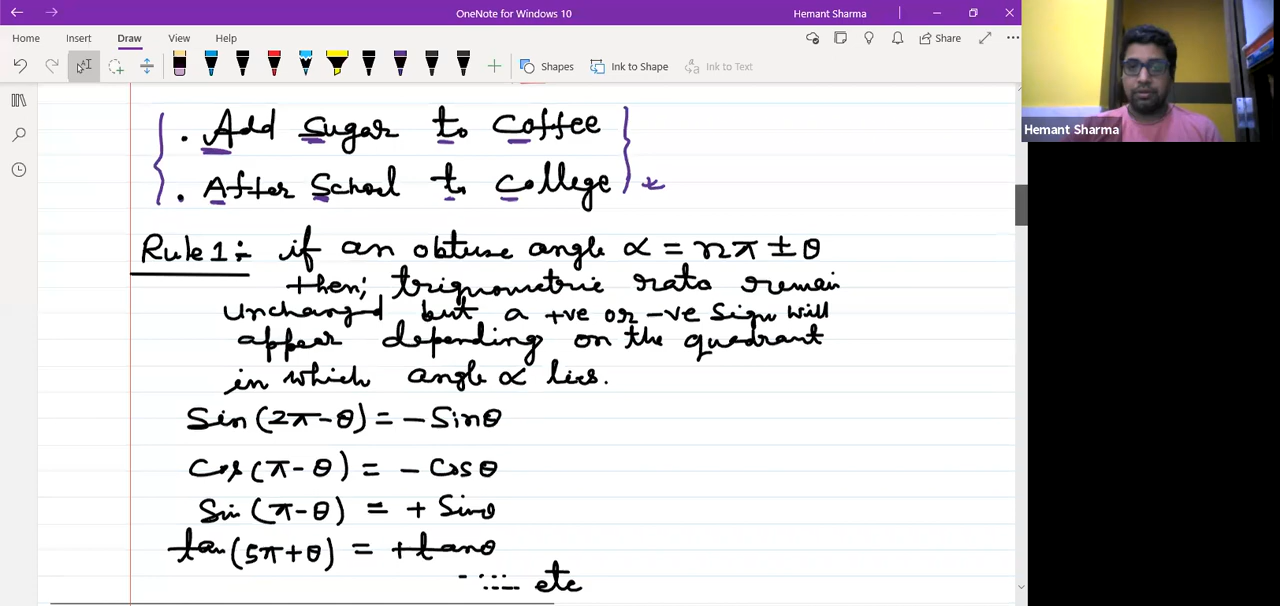 OneNote for Windows 10
Hemant Sharma
Home Insert Draw View Help
Share
Shapes Ink to Shape Ink to Text
Hemant Sharma
. Add Sugar to Coffee
. After School to College
Rule 1:- if an obtuse angle α = nπ ± θ
then; trignometric rato remain
unchanged but a +ve or -ve Sign will
appear depending on the quadrant
in which angle α lies.
Sin (2π - θ) = - Sinθ
Cos (π - θ) = - Cos θ
Sin (π - θ) = + Sinθ
tan (5π + θ) = + tanθ
etc